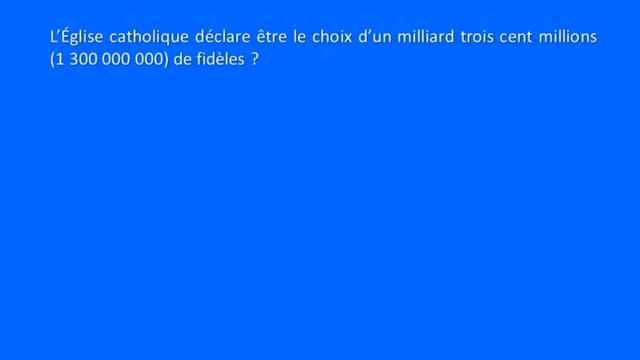 L’Église catholique déclare être le choix d’un milliard trois cent millions
(1 300 000 000) de fidèles ?